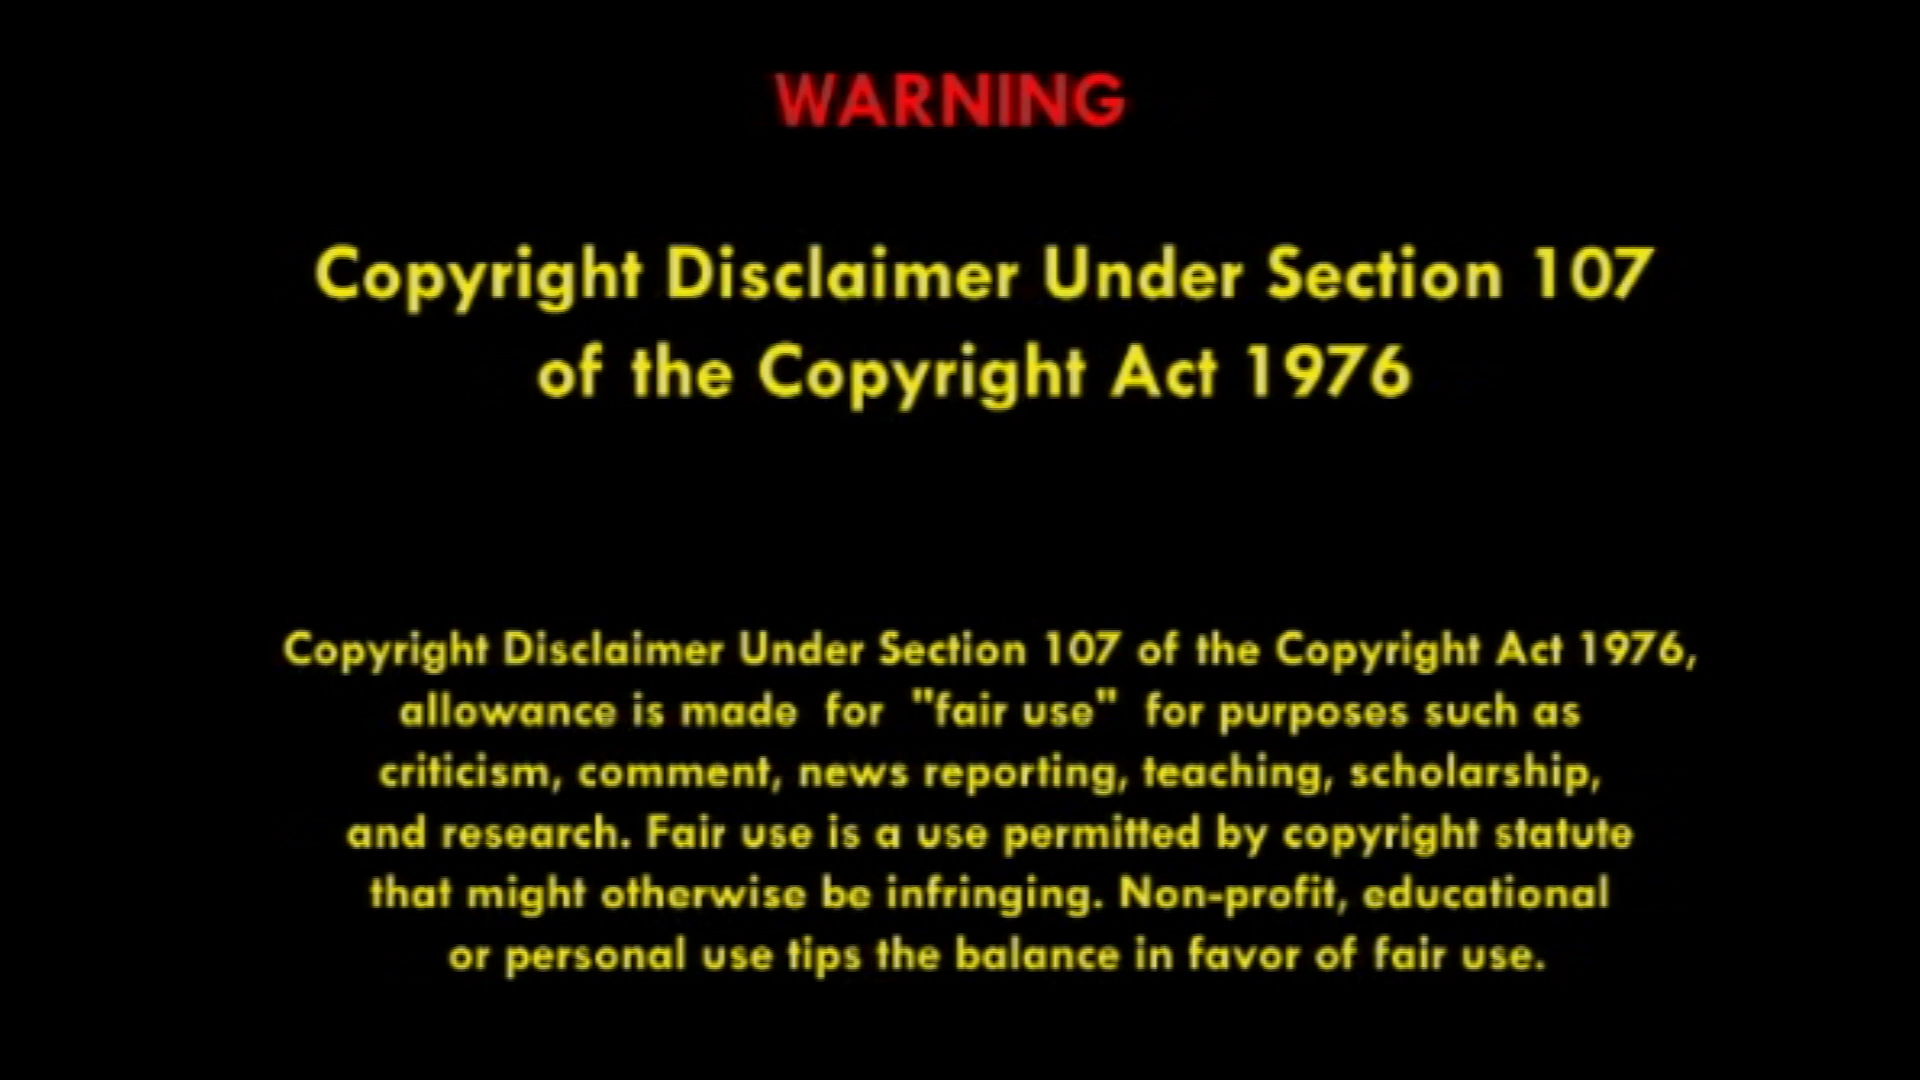 WARNING
Copyright Disclaimer Under Section 107
of the Copyright Act 1976
Copyright Disclaimer Under Section 107 of the Copyright Act 1976,
allowance is made for "fair use" for purposes such as
criticism, comment, news reporting, teaching, scholarship,
and research. Fair use is a use permitted by copyright statute
that might otherwise be infringing. Non-profit, educational
or personal use tips the balance in favor of fair use.